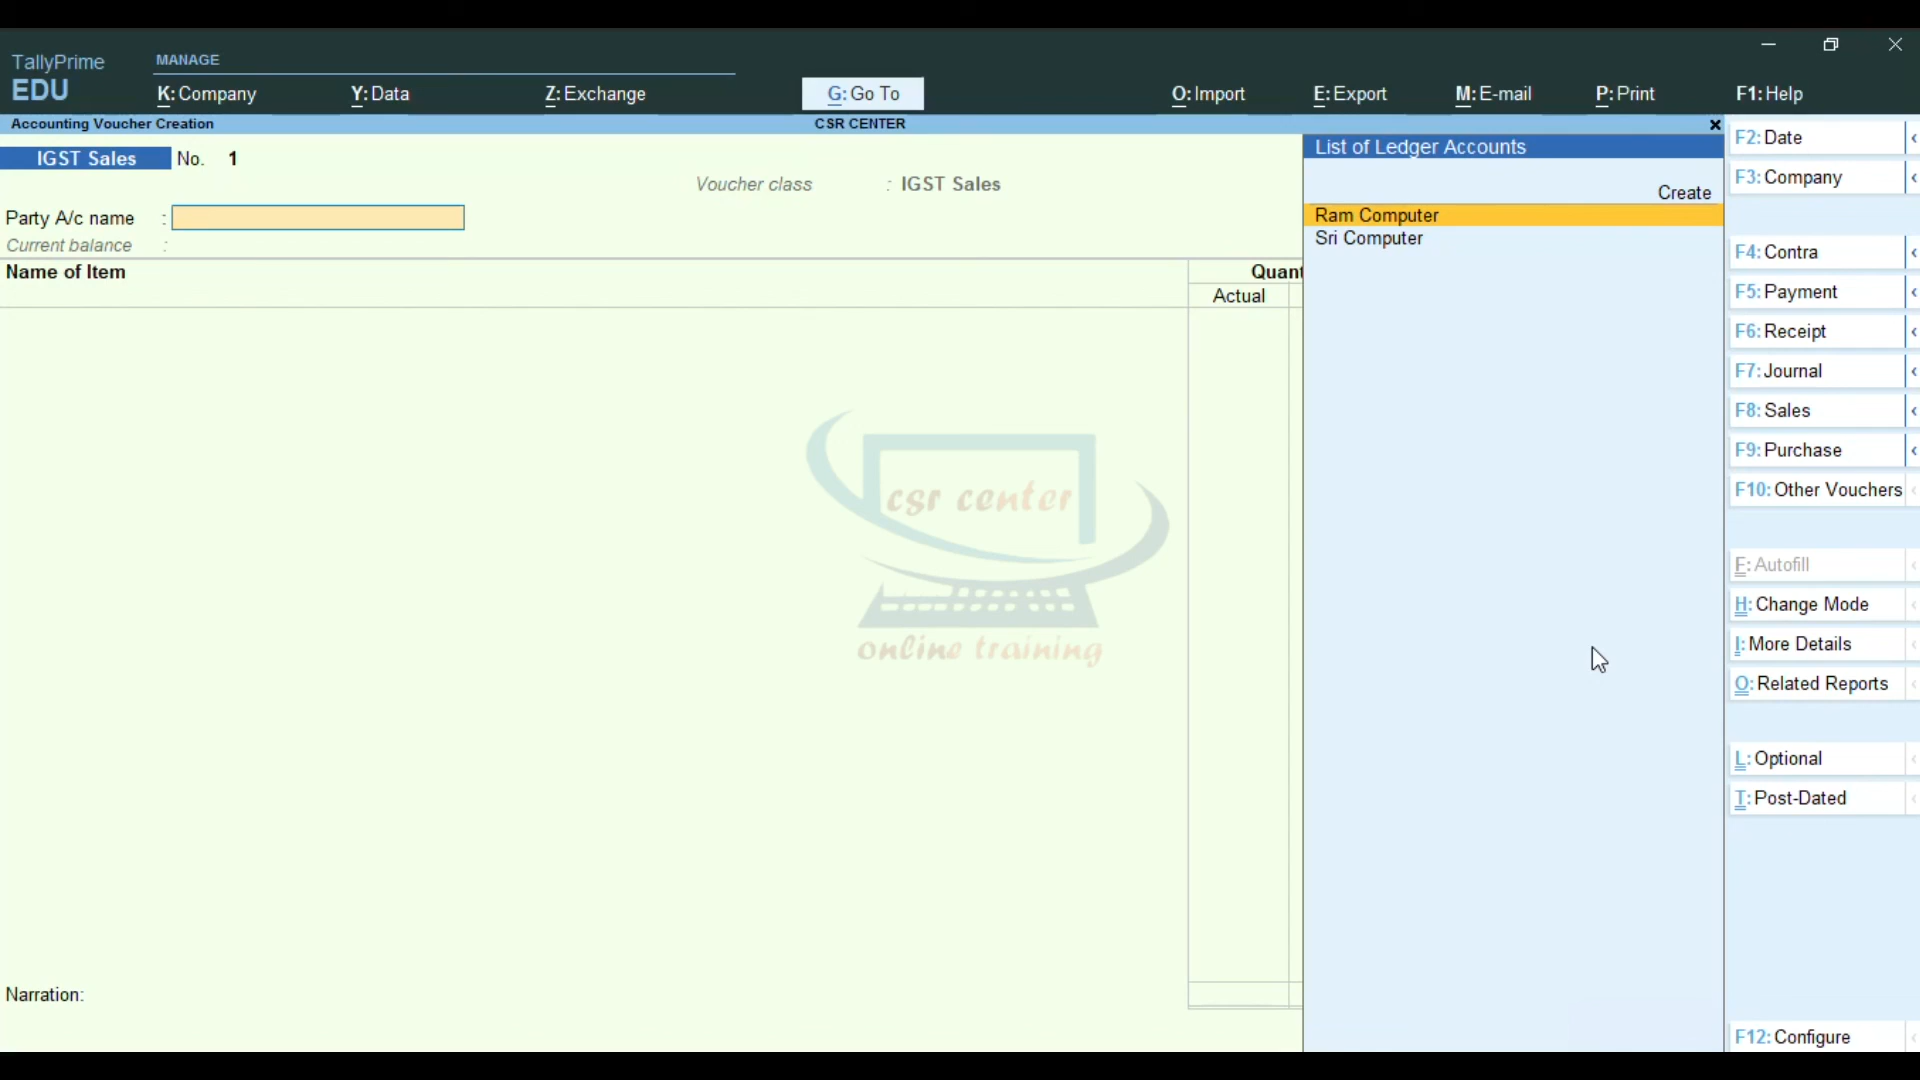 TallyPrime
EDU
MANAGE
K: Company
Y: Data
Z: Exchange
G: Go To
O: Import
E: Export
M: E-mail
P: Print
F1: Help
Accounting Voucher Creation
CSR CENTER
IGST Sales No. 1
Voucher class : IGST Sales
Party A/c name :
Current balance :
Name of Item
Quant
Actual
List of Ledger Accounts
Create
Ram Computer
Sri Computer
csr center
online training
Narration:
F2: Date
F3: Company
F4: Contra
F5: Payment
F6: Receipt
F7: Journal
F8: Sales
F9: Purchase
F10: Other Vouchers
F: Autofill
H: Change Mode
I: More Details
O: Related Reports
L: Optional
T: Post-Dated
F12: Configure